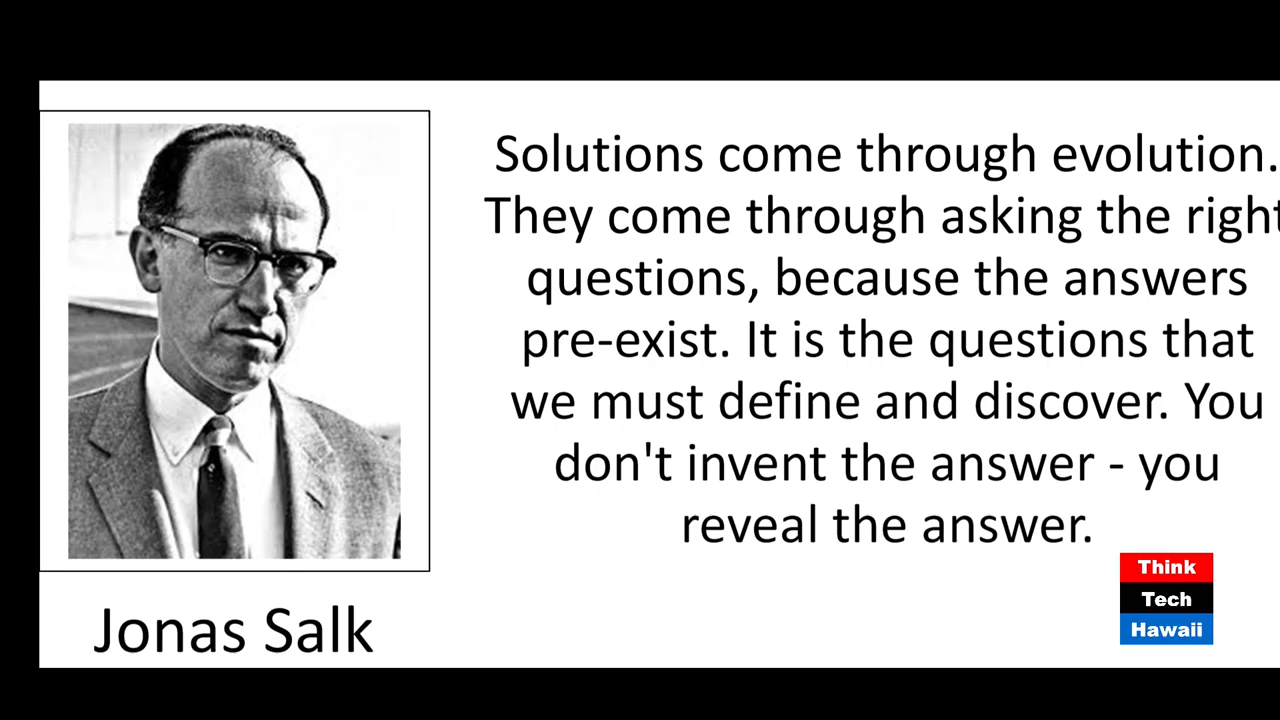 Solutions come through evolution.
They come through asking the right
questions, because the answers
pre-exist. It is the questions that
we must define and discover. You
don't invent the answer - you
reveal the answer.
Jonas Salk
Think
Tech
Hawaii